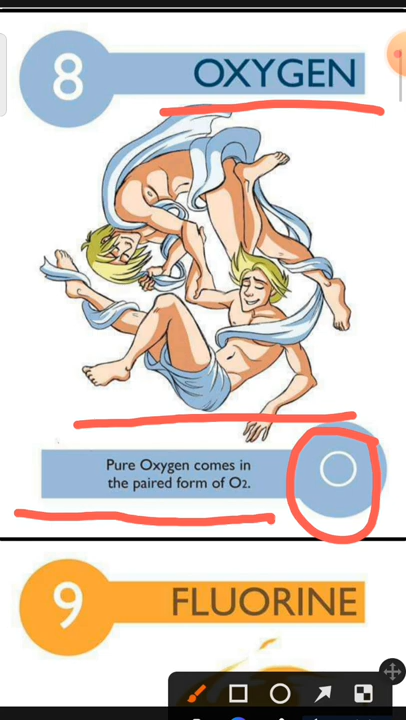 8
OXYGEN
Pure Oxygen comes in
the paired form of O2.
O
9
FLUORINE